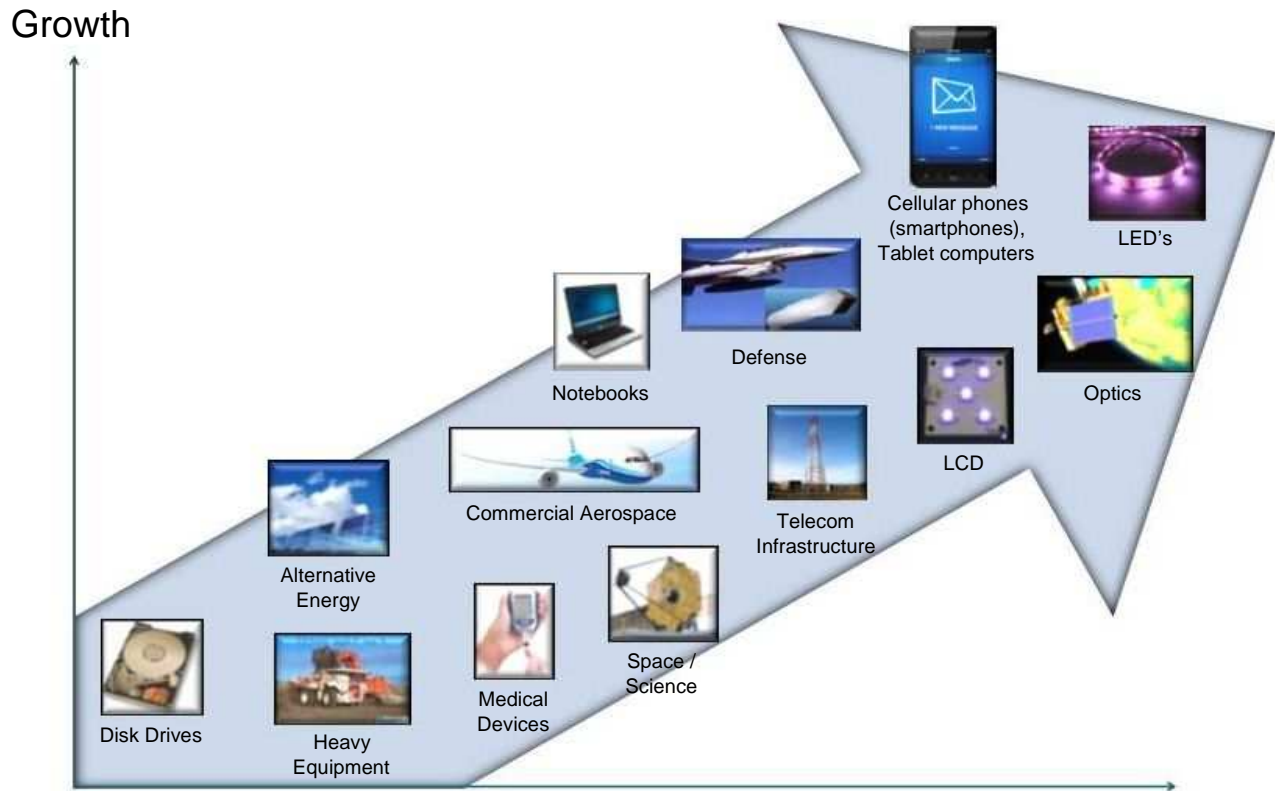 Growth
Cellular phones
(smartphones),
Tablet computers
LED's
Defense
Notebooks
Optics
LCD
Commercial Aerospace
Telecom
Infrastructure
Alternative
Energy
Space /
Science
Medical
Devices
Disk Drives
Heavy
Equipment